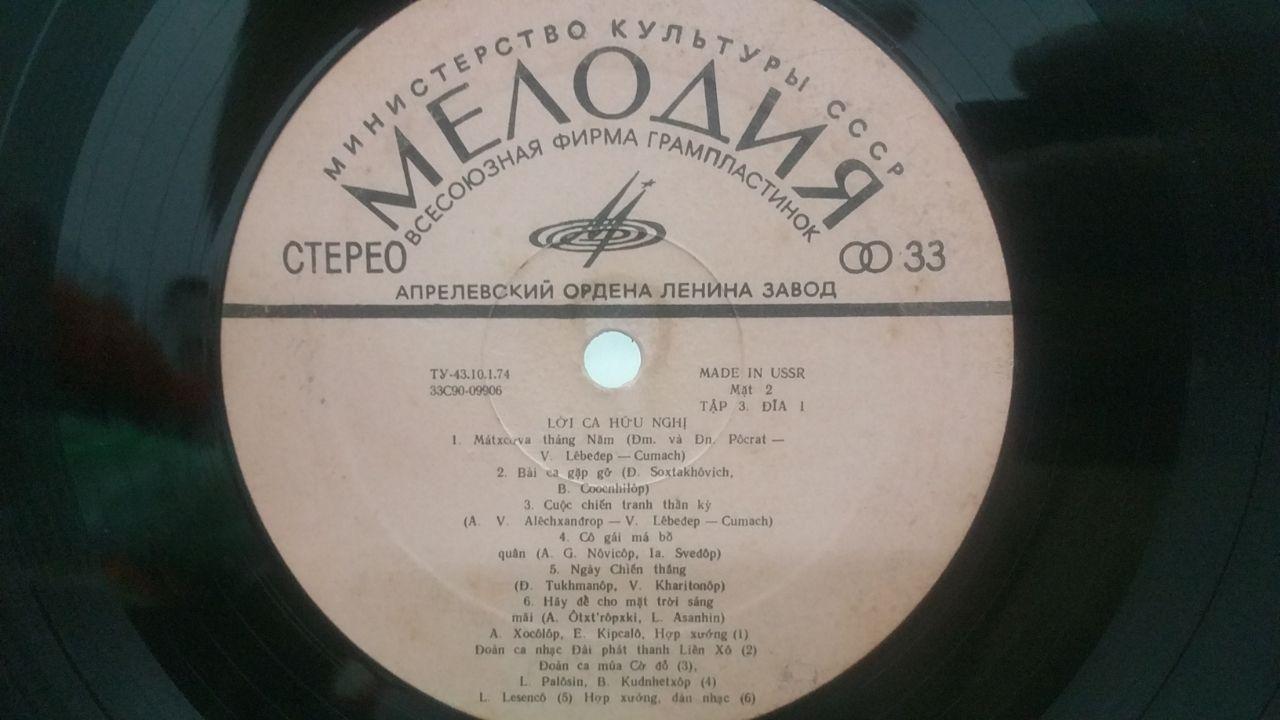 МИНИСТЕРСТВО КУЛЬТУРЫ СССР
МЕЛОДИЯ
ВСЕСОЮЗНАЯ ФИРМА ГРАМПЛАСТИНОК
СТЕРЕО
33
АПРЕЛЕВСКИЙ ОРДЕНА ЛЕНИНА ЗАВОД
ТУ-43.10.1.74
33С90-09906
MADE IN USSR
Mặt 2
TẬP 3. ĐĨA 1
LỜI CA HỮU NGHỊ
1. Mátxcơva tháng Năm (Đm. và Đn. Pôcrat —
V. Lêbeđep — Cumach)
2. Bài ca gặp gỡ (Đ. Soxtakhôvich,
B. Coocnhilôp)
3. Cuộc chiến tranh thần kỳ
(A. V. Alêchxanđrop — V. Lêbeđep — Cumach)
4. Cô gái má bồ
quân (A. G. Nôvicôp, Ia. Sveđôp)
5. Ngày Chiến thắng
(Đ. Tukhmanôp, V. Kharitonôp)
6. Hãy để cho mặt trời sáng
mãi (A. Ôtxt'rôpxki, L. Asanhin)
A. Xocôlôp, E. Kipcalô, Hợp xướng (1)
Đoàn ca nhạc Đài phát thanh Liên Xô (2)
Đoàn ca múa Cờ đỏ (3),
L. Palôsin, B. Kudnhetxôp (4)
L. Lesencô (5) Hợp xướng, dàn nhạc (6)